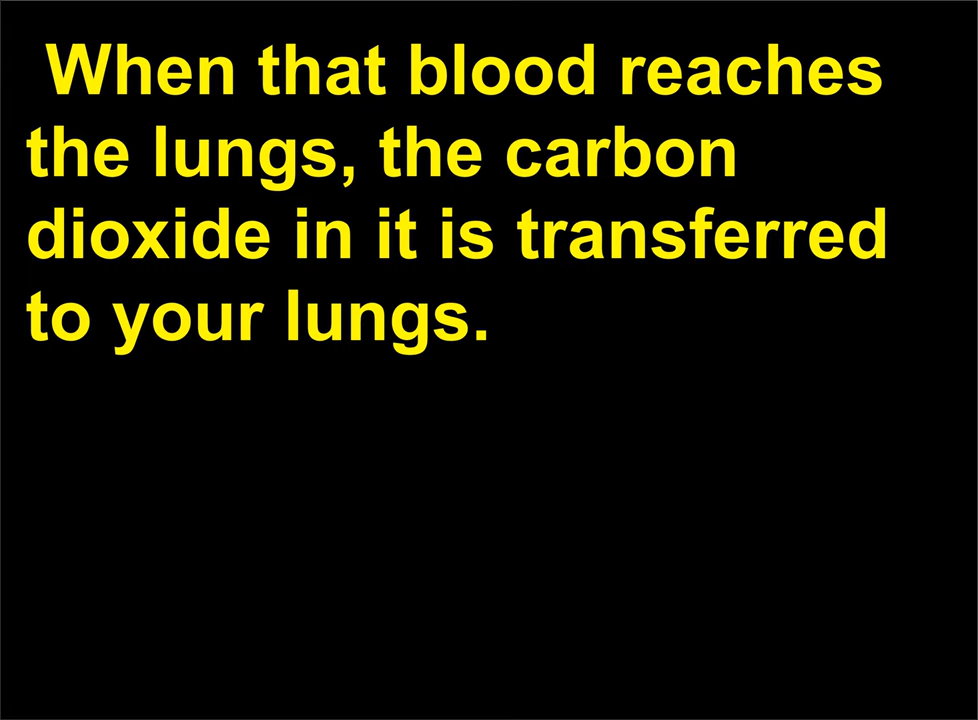 When that blood reaches
the lungs, the carbon
dioxide in it is transferred
to your lungs.